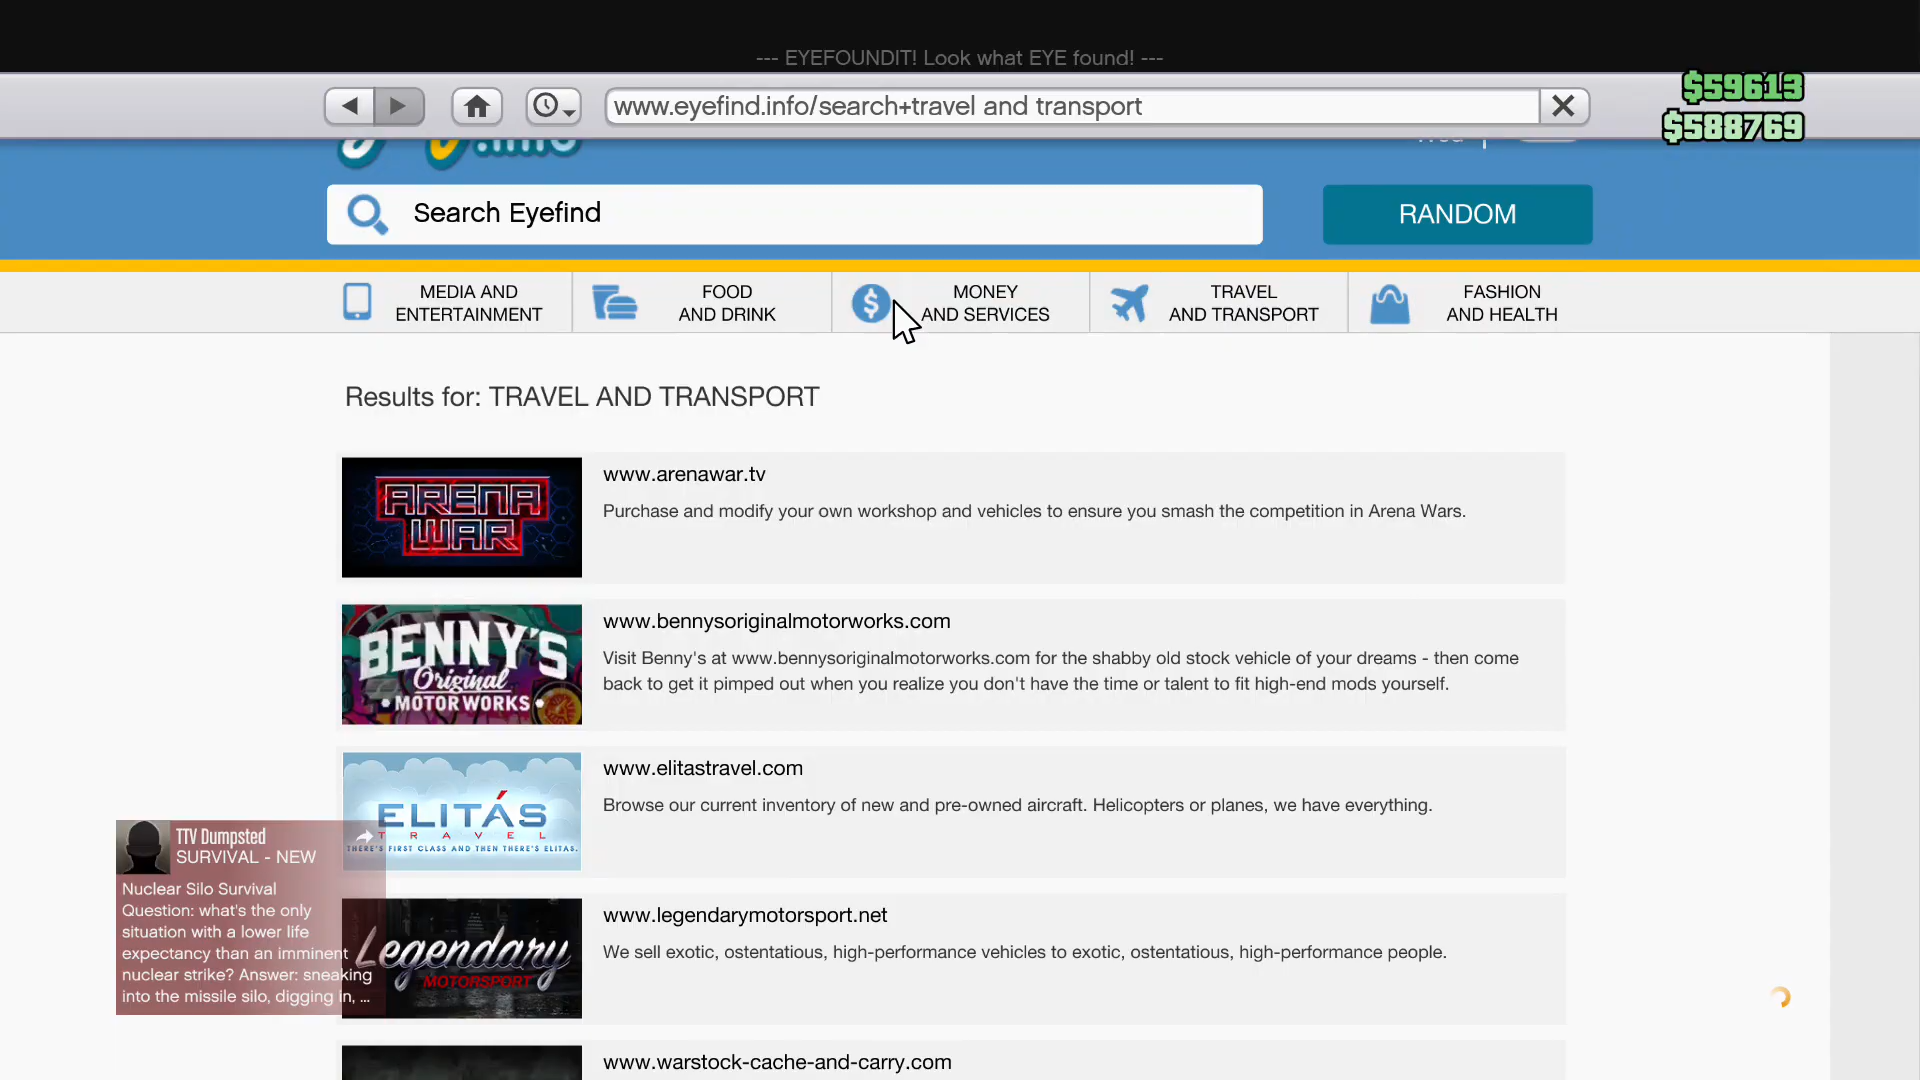 --- EYEFOUNDIT! Look what EYE found! ---
www.eyefind.info/search+travel and transport
$59613
$588769
Search Eyefind
RANDOM
MEDIA AND
ENTERTAINMENT
FOOD
AND DRINK
MONEY
AND SERVICES
TRAVEL
AND TRANSPORT
FASHION
AND HEALTH
Results for: TRAVEL AND TRANSPORT
ARENA
WAR
www.arenawar.tv
Purchase and modify your own workshop and vehicles to ensure you smash the competition in Arena Wars.
BENNY'S
Original
MOTOR WORKS
www.bennysoriginalmotorworks.com
Visit Benny's at www.bennysoriginalmotorworks.com for the shabby old stock vehicle of your dreams - then come
back to get it pimped out when you realize you don't have the time or talent to fit high-end mods yourself.
ELITÁS
TRAVEL
THERE'S FIRST CLASS AND THEN THERE'S ELITAS.
www.elitastravel.com
Browse our current inventory of new and pre-owned aircraft. Helicopters or planes, we have everything.
TTV Dumpsted
SURVIVAL - NEW
Nuclear Silo Survival
Question: what's the only
situation with a lower life
expectancy than an imminent
nuclear strike? Answer: sneaking
into the missile silo, digging in, ...
Legendary
MOTORSPORT
www.legendarymotorsport.net
We sell exotic, ostentatious, high-performance vehicles to exotic, ostentatious, high-performance people.
www.warstock-cache-and-carry.com